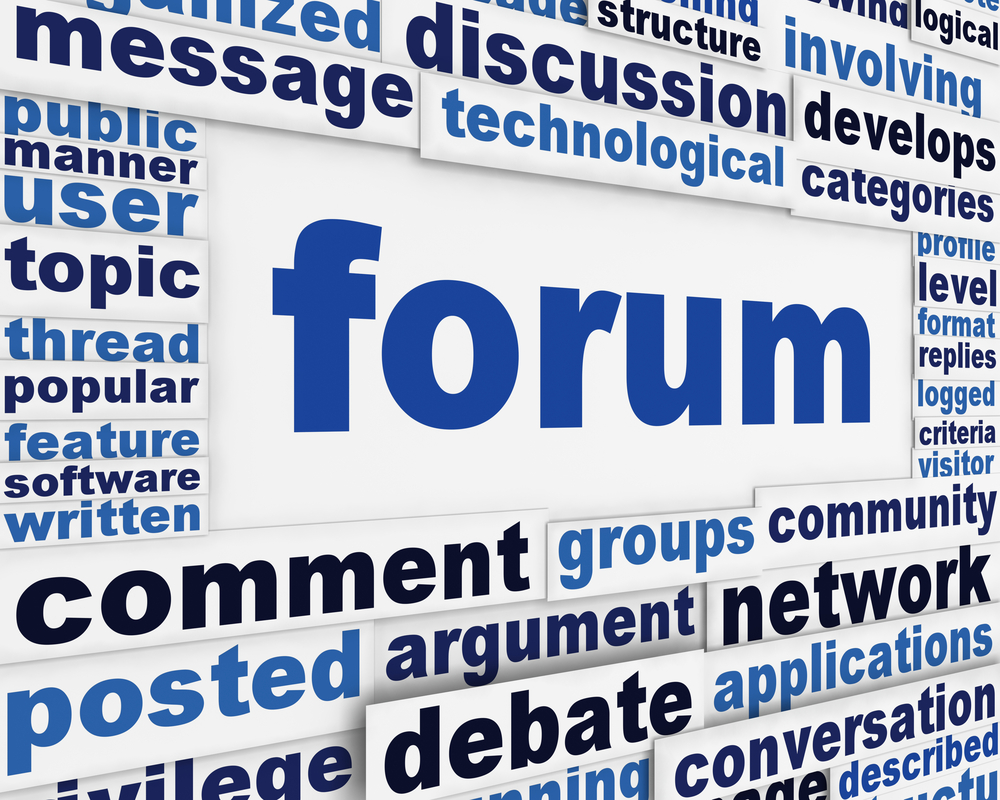 message
discussion
structure
involving
logical
technological
develops
categories
public
manner
user
topic
thread
popular
feature
software
written
forum
profile
level
format
replies
logged
criteria
visitor
comment
groups
community
posted
argument
network
debate
applications
conversation
described